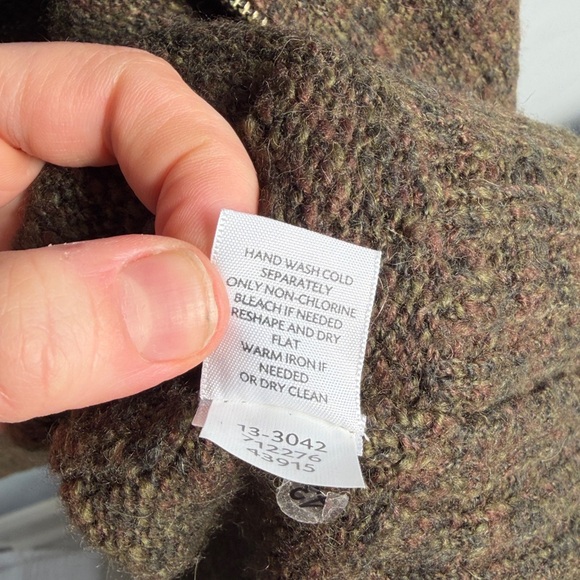 HAND WASH COLD
SEPARATELY
ONLY NON-CHLORINE
BLEACH IF NEEDED
RESHAPE AND DRY
FLAT
WARM IRON IF
NEEDED
OR DRY CLEAN
13-3042
712276
43915